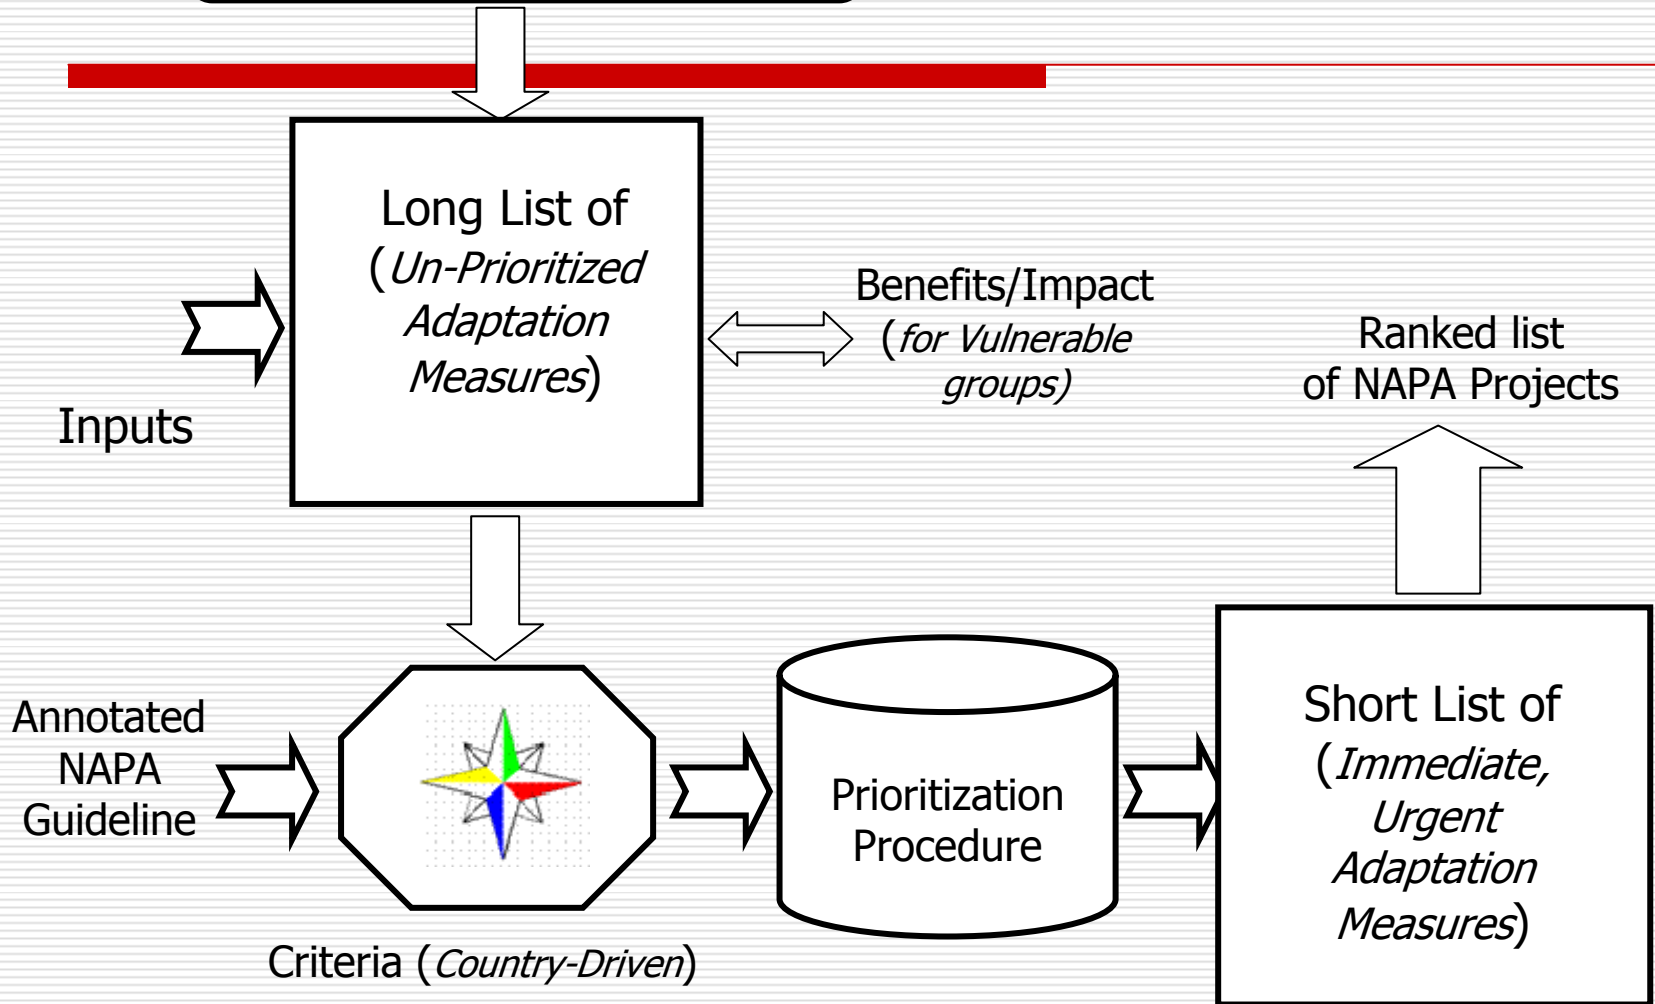 Long List of
(Un-Prioritized
Adaptation
Measures)
Benefits/Impact
(for Vulnerable
groups)
Ranked list
of NAPA Projects
Inputs
Annotated
NAPA
Guideline
Prioritization
Procedure
Short List of
(Immediate,
Urgent
Adaptation
Measures)
Criteria (Country-Driven)